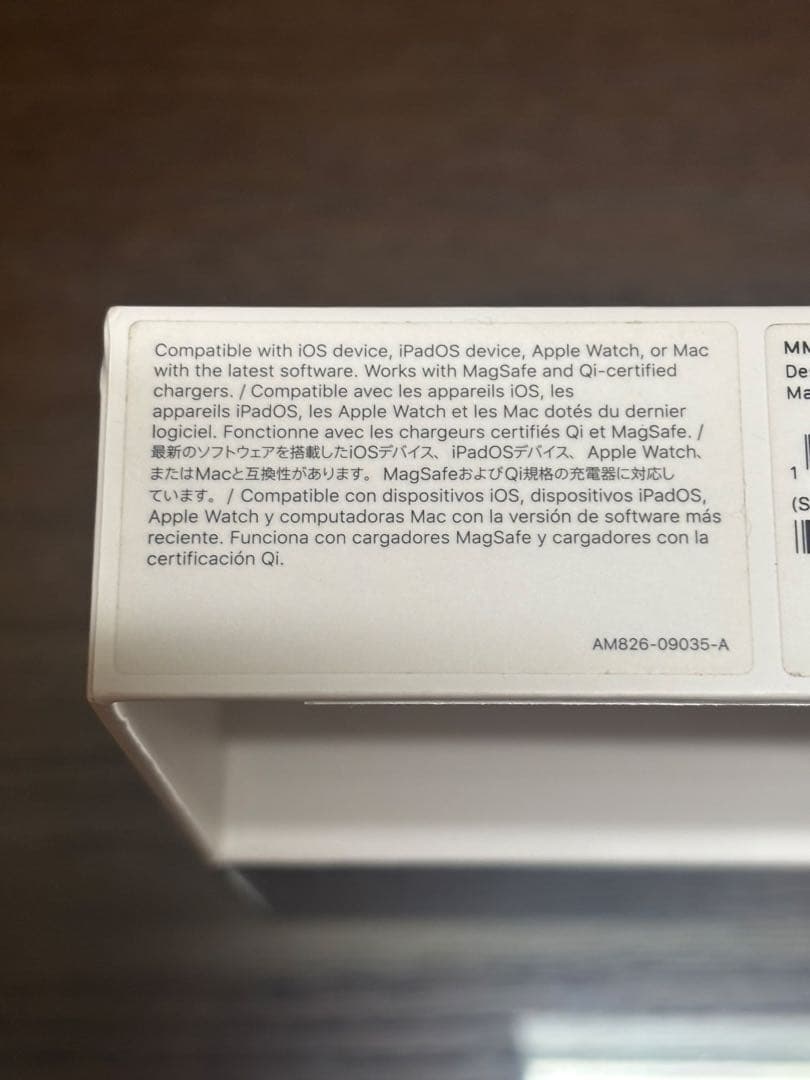 Compatible with iOS device, iPadOS device, Apple Watch, or Mac
with the latest software. Works with MagSafe and Qi-certified
chargers. / Compatible avec les appareils iOS, les
appareils iPadOS, les Apple Watch et les Mac dotés du dernier
logiciel. Fonctionne avec les chargeurs certifiés Qi et MagSafe. /
最新のソフトウェアを搭載したiOSデバイス、iPadOSデバイス、Apple Watch、
またはMacと互換性があります。MagSafeおよびQi規格の充電器に対応し
ています。 / Compatible con dispositivos iOS, dispositivos iPadOS,
Apple Watch y computadoras Mac con la versión de software más
reciente. Funciona con cargadores MagSafe y cargadores con la
certificación Qi.
AM826-09035-A
MM
De
Ma
1
(S